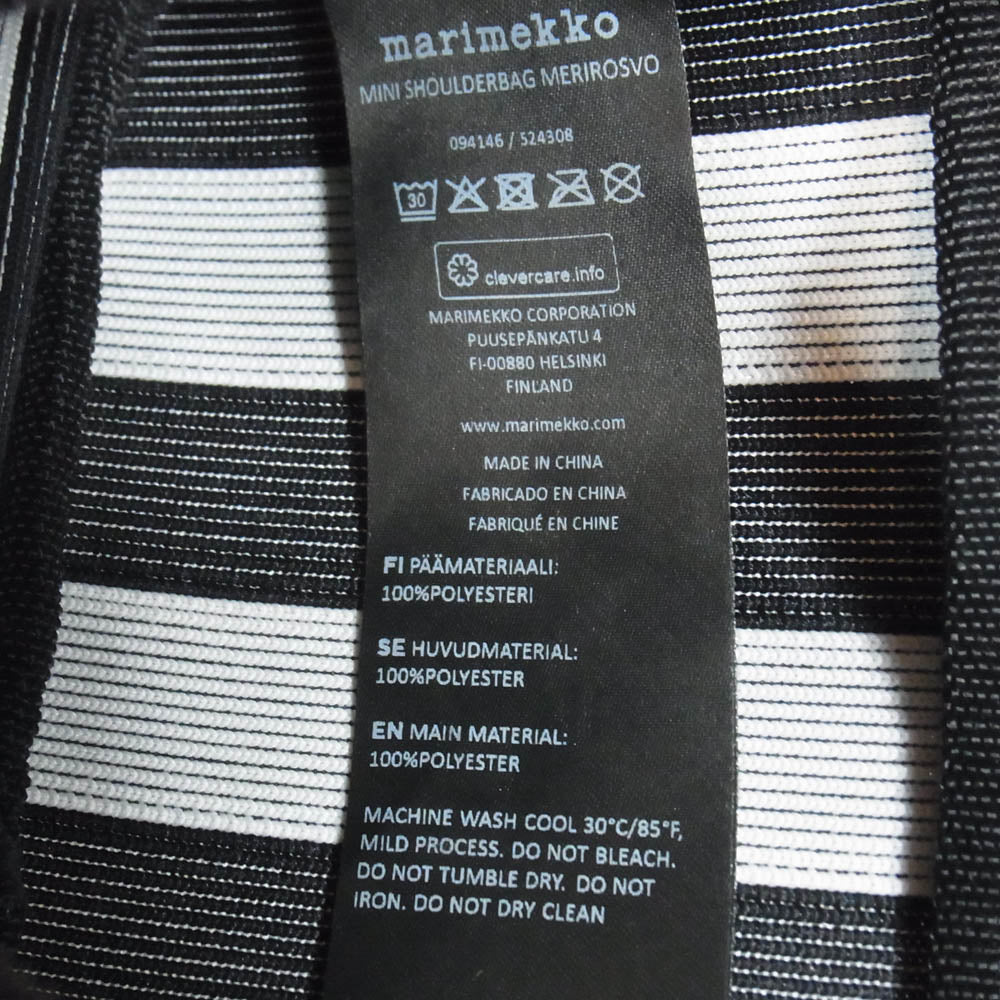 marimekko
MINI SHOULDERBAG MERIROSVO
094146 / 524308
30
clevercare.info
MARIMEKKO CORPORATION
PUUSEPÄNKATU 4
FI-00880 HELSINKI
FINLAND
www.marimekko.com
MADE IN CHINA
FABRICADO EN CHINA
FABRIQUÉ EN CHINE
FI PÄÄMATERIAALI:
100%POLYESTERI
SE HUVUDMATERIAL:
100%POLYESTER
EN MAIN MATERIAL:
100%POLYESTER
MACHINE WASH COOL 30°C/85°F,
MILD PROCESS. DO NOT BLEACH.
DO NOT TUMBLE DRY. DO NOT
IRON. DO NOT DRY CLEAN